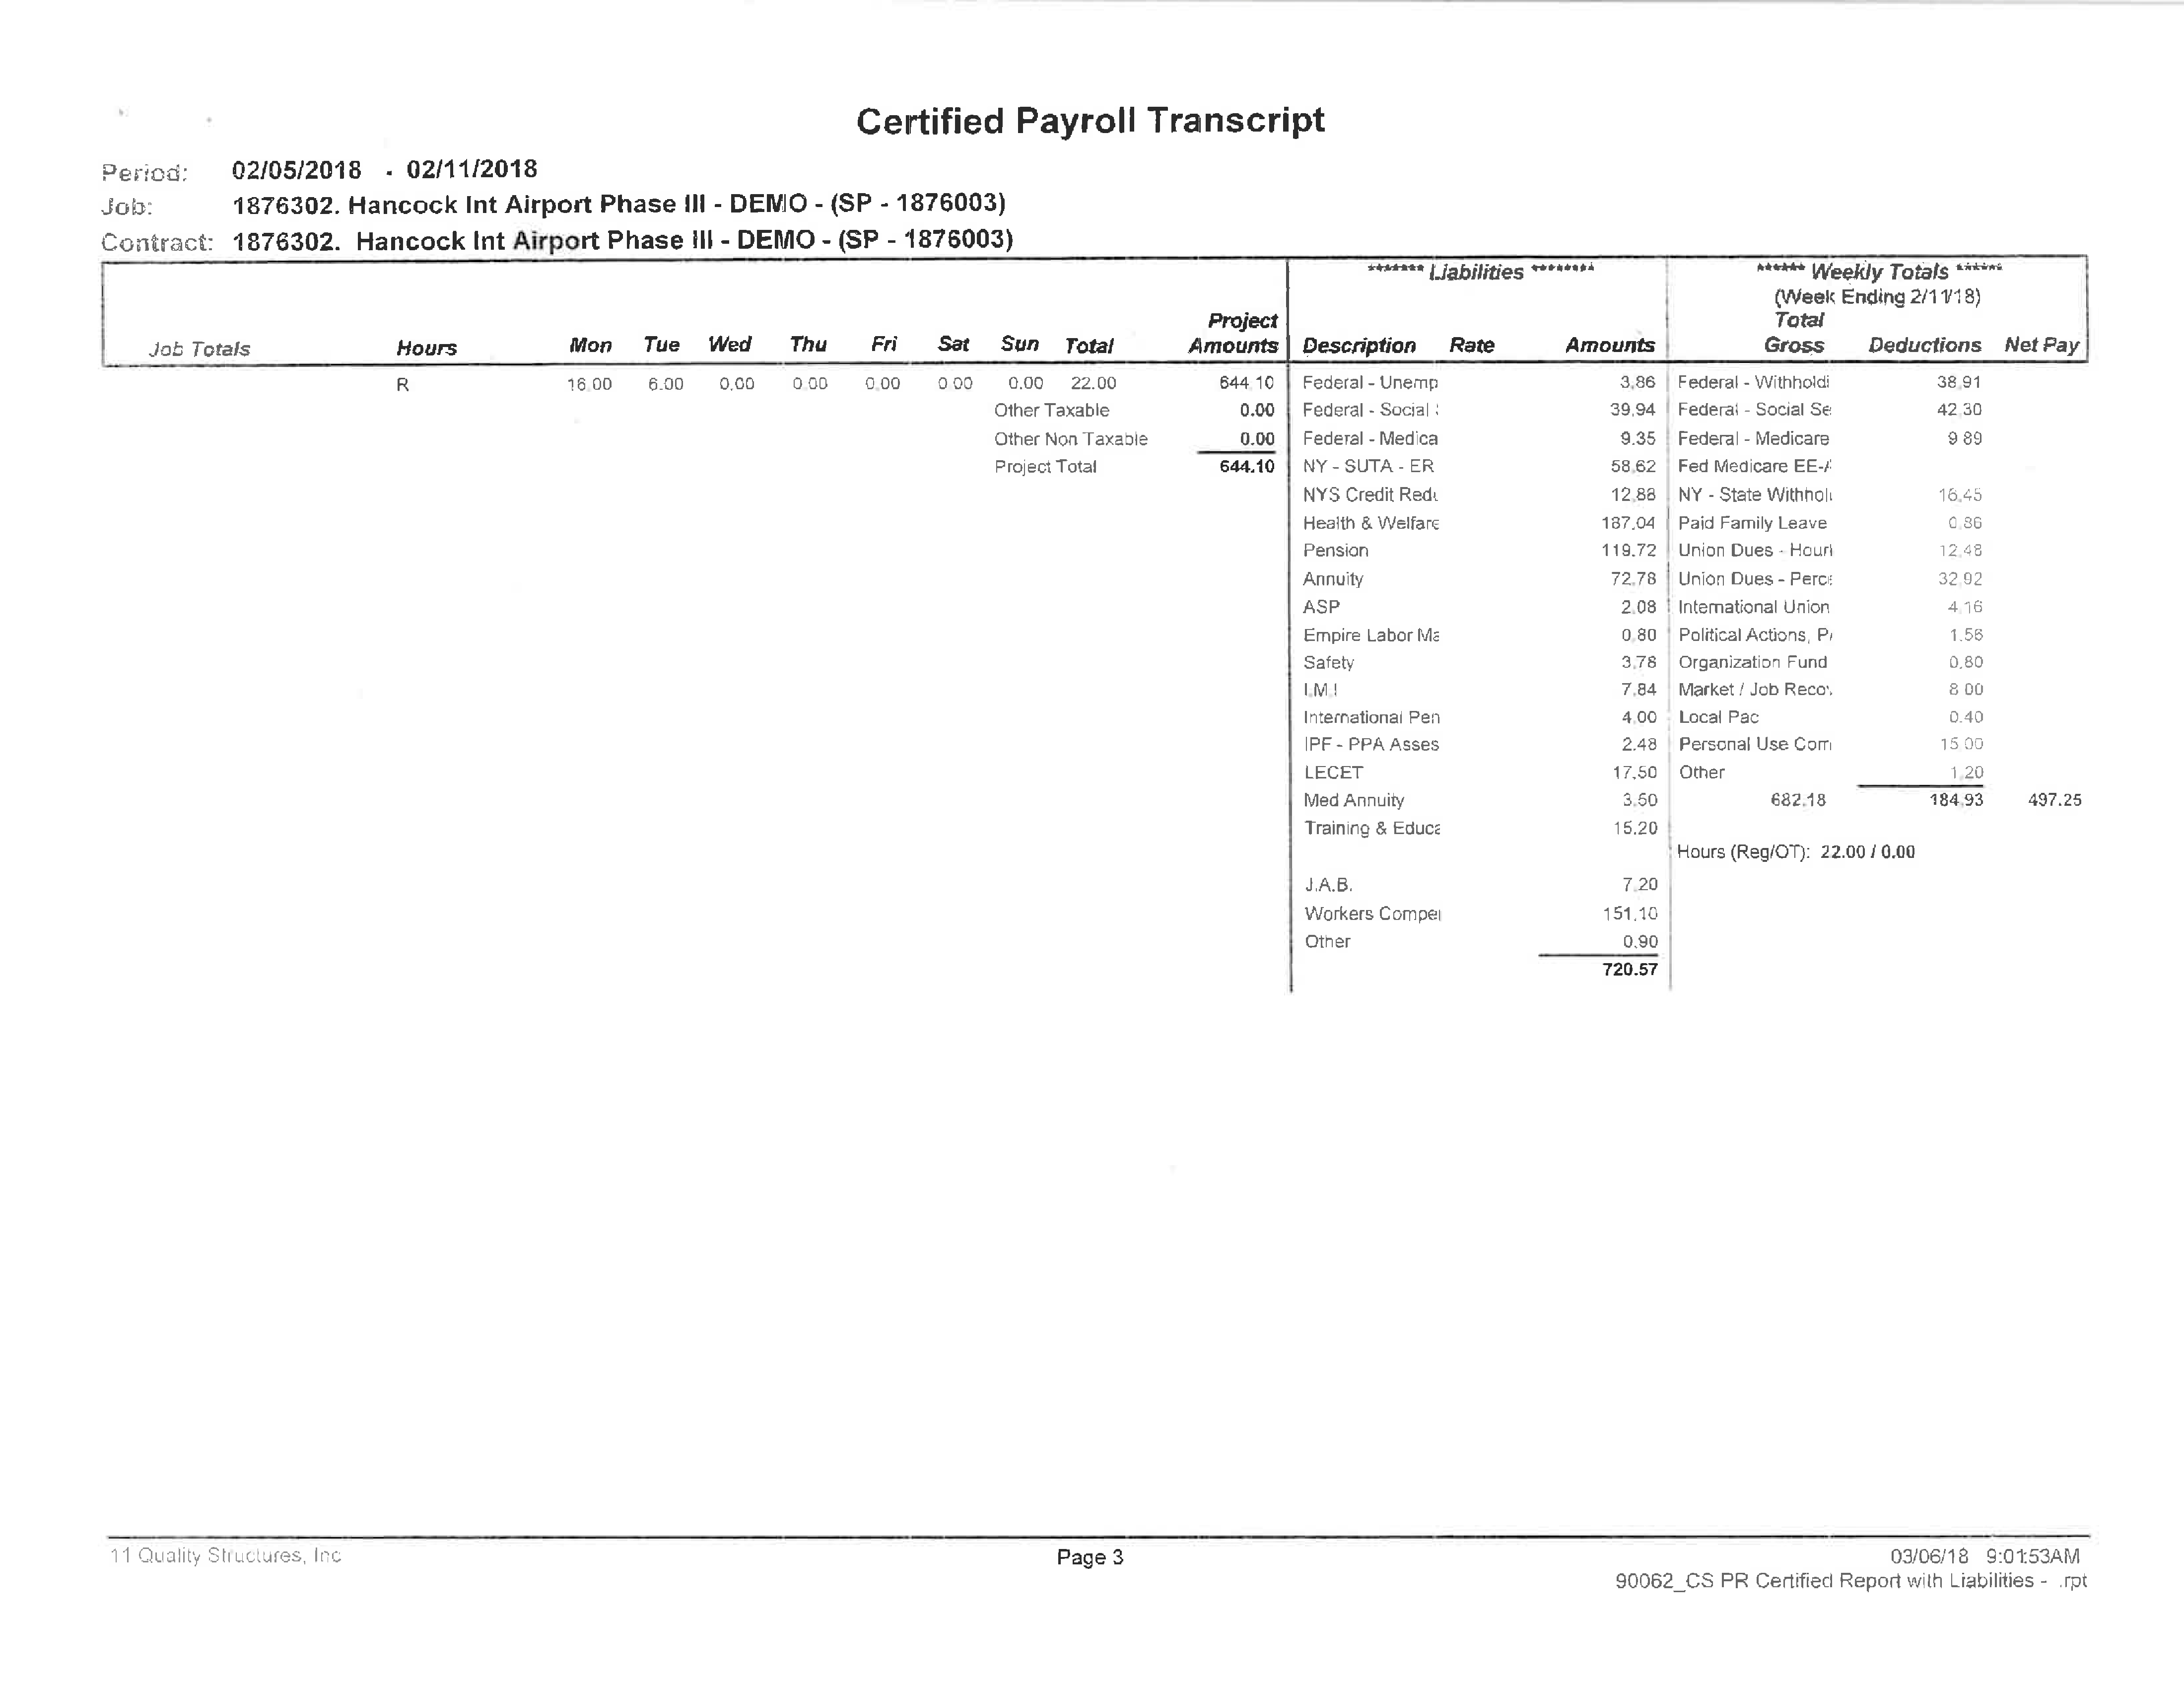 Certified Payroll Transcript
Period: 02/05/2018 - 02/11/2018
Job: 1876302. Hancock Int Airport Phase III - DEMO - (SP - 1876003)
Contract: 1876302. Hancock Int Airport Phase III - DEMO - (SP - 1876003)
******* Liabilities ******** ****** Weekly Totals ******
(Week Ending 2/11/18)
Project Total
Job Totals Hours Mon Tue Wed Thu Fri Sat Sun Total Amounts Description Rate Amounts Gross Deductions Net Pay
R 16.00 6.00 0.00 0.00 0.00 0.00 0.00 22.00 644.10 Federal - Unemp 3.86 Federal - Withholdi 38.91
Other Taxable 0.00 Federal - Social 39.94 Federal - Social Se 42.30
Other Non Taxable 0.00 Federal - Medica 9.35 Federal - Medicare 9.89
Project Total 644.10 NY - SUTA - ER 58.62 Fed Medicare EE-
NYS Credit Redu 12.88 NY - State Withhol 16.45
Health & Welfare 187.04 Paid Family Leave 0.86
Pension 119.72 Union Dues - Hourl 12.48
Annuity 72.78 Union Dues - Perce 32.92
ASP 2.08 International Union 4.16
Empire Labor Ma 0.80 Political Actions, P 1.56
Safety 3.78 Organization Fund 0.80
I.M.I 7.84 Market / Job Recov 8.00
International Pen 4.00 Local Pac 0.40
IPF - PPA Asses 2.48 Personal Use Com 15.00
LECET 17.50 Other 1.20
Med Annuity 3.50 682.18 184.93 497.25
Training & Educa 15.20
Hours (Reg/OT): 22.00 / 0.00
J.A.B. 7.20
Workers Compe 151.10
Other 0.90
720.57
11 Quality Structures, Inc Page 3 03/06/18 9:01:53AM
90062_CS PR Certified Report with Liabilities - .rpt